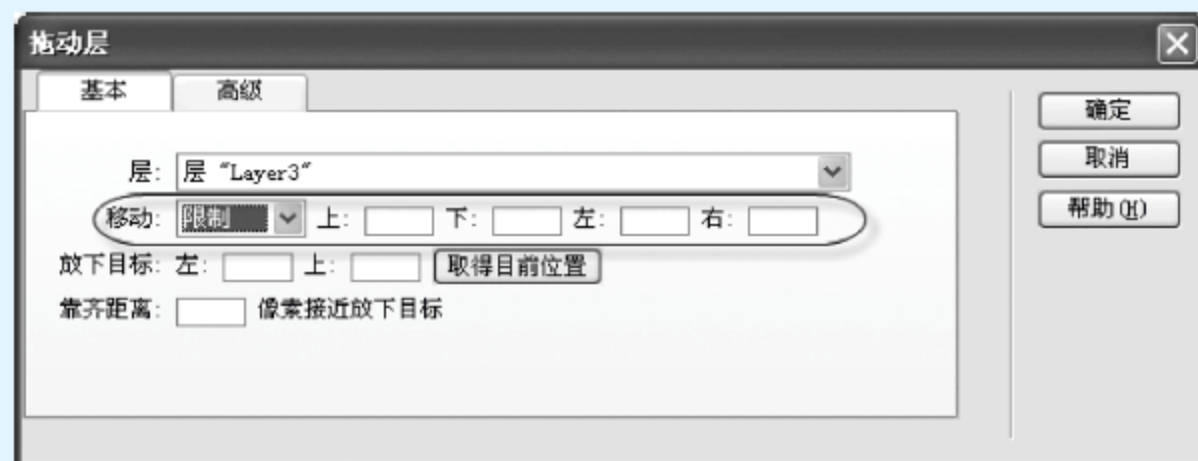 拖动层
基本 高级
确定
层: 层 "Layer3"
取消
移动: 限制 上: 下: 左: 右:
帮助(H)
放下目标: 左: 上: 取得目前位置
靠齐距离: 像素接近放下目标